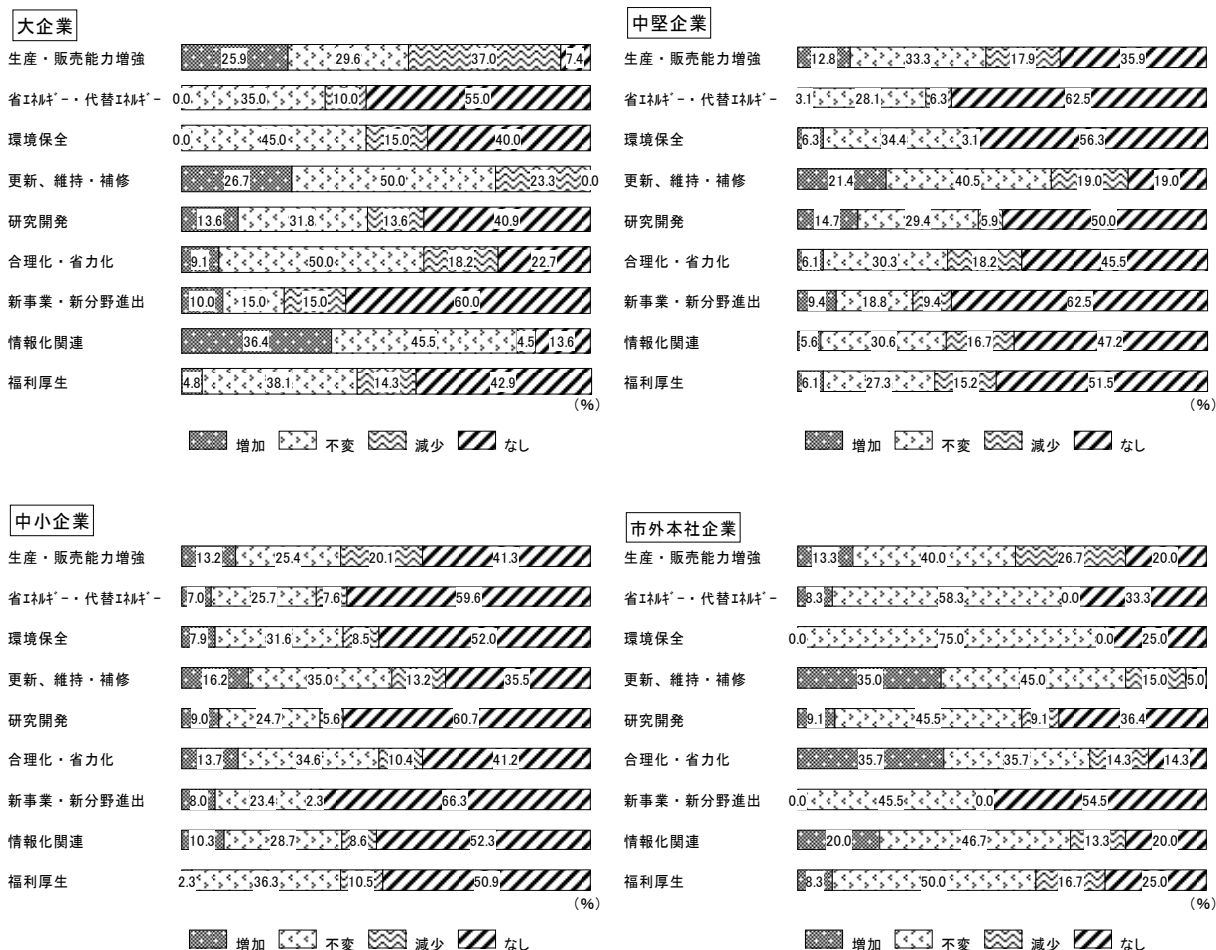 大企業
生産・販売能力増強 25.9 29.6 37.0 7.4
省ｴﾈﾙｷﾞｰ・代替ｴﾈﾙｷﾞｰ 0.0 35.0 10.0 55.0
環境保全 0.0 45.0 15.0 40.0
更新、維持・補修 26.7 50.0 23.3 0.0
研究開発 13.6 31.8 13.6 40.9
合理化・省力化 9.1 50.0 18.2 22.7
新事業・新分野進出 10.0 15.0 15.0 60.0
情報化関連 36.4 45.5 4.5 13.6
福利厚生 4.8 38.1 14.3 42.9
(%)
増加 不変 減少 なし
中堅企業
生産・販売能力増強 12.8 33.3 17.9 35.9
省ｴﾈﾙｷﾞｰ・代替ｴﾈﾙｷﾞｰ 3.1 28.1 6.3 62.5
環境保全 6.3 34.4 3.1 56.3
更新、維持・補修 21.4 40.5 19.0 19.0
研究開発 14.7 29.4 5.9 50.0
合理化・省力化 6.1 30.3 18.2 45.5
新事業・新分野進出 9.4 18.8 9.4 62.5
情報化関連 5.6 30.6 16.7 47.2
福利厚生 6.1 27.3 15.2 51.5
(%)
増加 不変 減少 なし
中小企業
生産・販売能力増強 13.2 25.4 20.1 41.3
省ｴﾈﾙｷﾞｰ・代替ｴﾈﾙｷﾞｰ 7.0 25.7 7.6 59.6
環境保全 7.9 31.6 8.5 52.0
更新、維持・補修 16.2 35.0 13.2 35.5
研究開発 9.0 24.7 5.6 60.7
合理化・省力化 13.7 34.6 10.4 41.2
新事業・新分野進出 8.0 23.4 2.3 66.3
情報化関連 10.3 28.7 8.6 52.3
福利厚生 2.3 36.3 10.5 50.9
(%)
増加 不変 減少 なし
市外本社企業
生産・販売能力増強 13.3 40.0 26.7 20.0
省ｴﾈﾙｷﾞｰ・代替ｴﾈﾙｷﾞｰ 8.3 58.3 0.0 33.3
環境保全 0.0 75.0 0.0 25.0
更新、維持・補修 35.0 45.0 15.0 5.0
研究開発 9.1 45.5 9.1 36.4
合理化・省力化 35.7 35.7 14.3 14.3
新事業・新分野進出 0.0 45.5 0.0 54.5
情報化関連 20.0 46.7 13.3 20.0
福利厚生 8.3 50.0 16.7 25.0
(%)
増加 不変 減少 なし